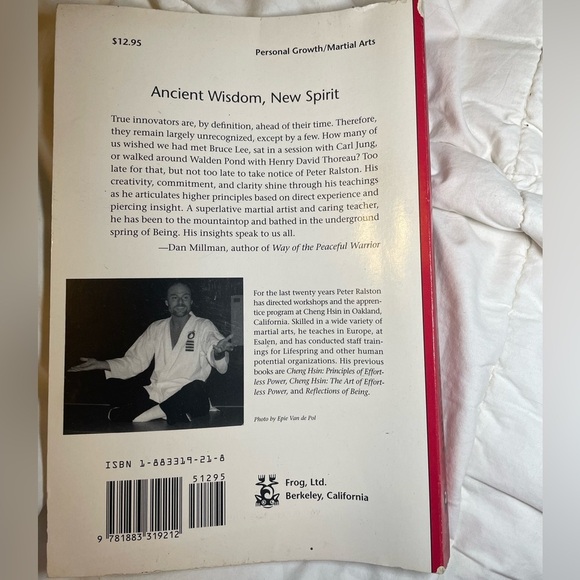 $12.95
Personal Growth/Martial Arts
Ancient Wisdom, New Spirit
True innovators are, by definition, ahead of their time. Therefore,
they remain largely unrecognized, except by a few. How many of
us wished we had met Bruce Lee, sat in a session with Carl Jung,
or walked around Walden Pond with Henry David Thoreau? Too
late for that, but not too late to take notice of Peter Ralston. His
creativity, commitment, and clarity shine through his teachings
as he articulates higher principles based on direct experience and
piercing insight. A superlative martial artist and caring teacher,
he has been to the mountaintop and bathed in the underground
spring of Being. His insights speak to us all.
—Dan Millman, author of Way of the Peaceful Warrior
For the last twenty years Peter Ralston
has directed workshops and the appren-
tice program at Cheng Hsin in Oakland,
California. Skilled in a wide variety of
martial arts, he teaches in Europe, at
Esalen, and has conducted staff train-
ings for Lifespring and other human
potential organizations. His previous
books are Cheng Hsin: Principles of Effort-
less Power, Cheng Hsin: The Art of Effort-
less Power, and Reflections of Being.
Photo by Epie Van de Pol
ISBN 1-883319-21-8
51295
9 781883 319212
Frog, Ltd.
Berkeley, California